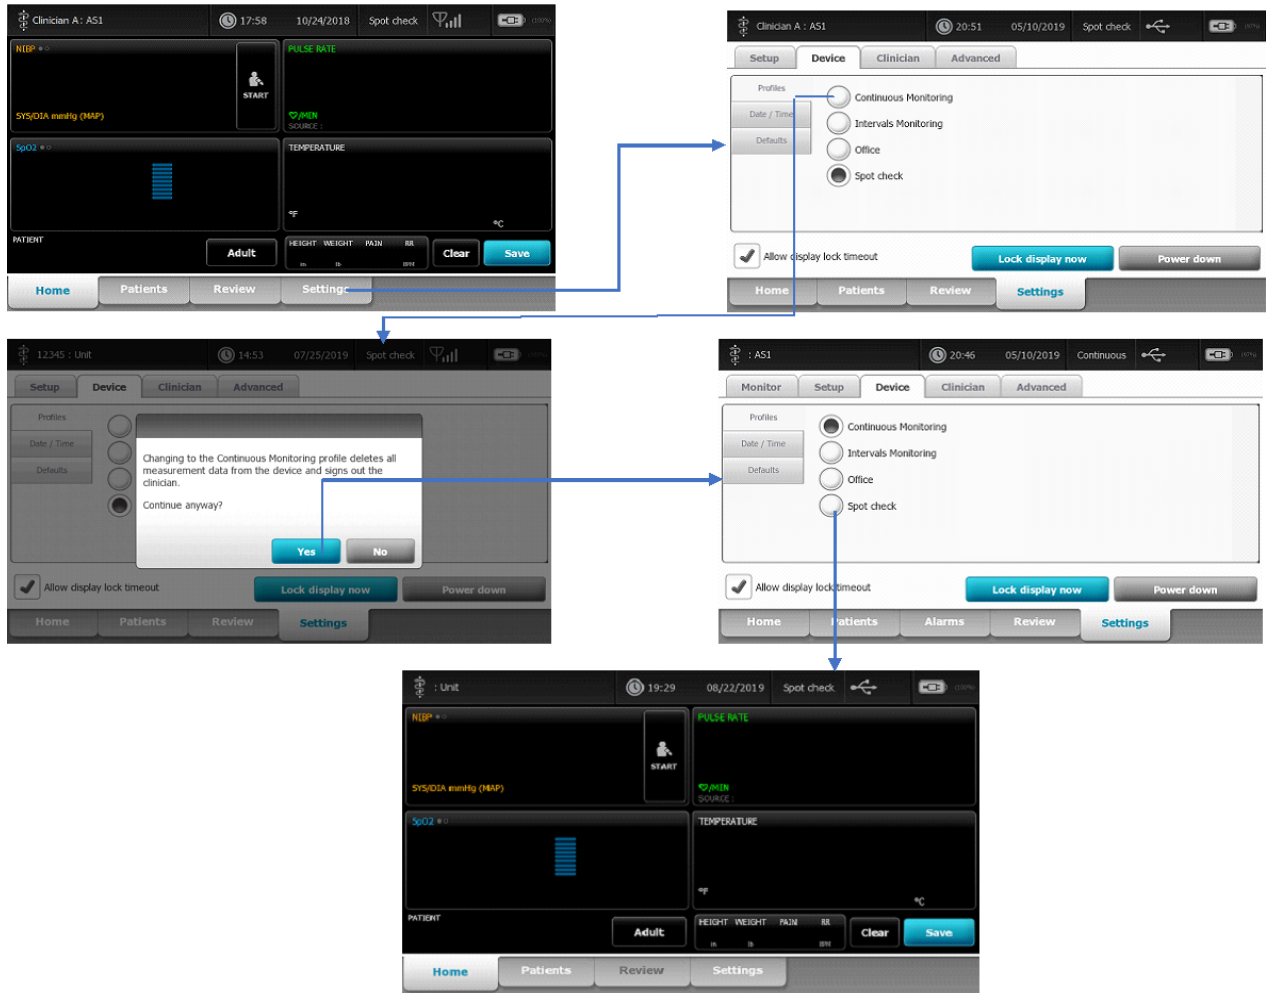 Clinician A: AS1 17:58 10/24/2018 Spot check (100%)
NIBP PULSE RATE
START
SYS/DIA mmHg (MAP) /MIN
SOURCE :
SpO2 TEMPERATURE
°F °C
PATIENT Adult HEIGHT WEIGHT PAIN RR Clear Save
in lb BPM
Home Patients Review Settings
Clinician A : AS1 20:51 05/10/2019 Spot check
Setup Device Clinician Advanced
Profiles Continuous Monitoring
Date / Time Intervals Monitoring
Defaults Office
Spot check
Allow display lock timeout Lock display now Power down
Home Patients Review Settings
12345 : Unit 14:53 07/25/2019 Spot check
Setup Device Clinician Advanced
Profiles
Date / Time
Defaults
Changing to the Continuous Monitoring profile deletes all
measurement data from the device and signs out the
clinician.
Continue anyway?
Yes No
Allow display lock timeout Lock display now Power down
Home Patients Review Settings
: AS1 20:46 05/10/2019 Continuous
Monitor Setup Device Clinician Advanced
Profiles Continuous Monitoring
Date / Time Intervals Monitoring
Defaults Office
Spot check
Allow display lock timeout Lock display now Power down
Home Patients Alarms Review Settings
: Unit 19:29 08/22/2019 Spot check (100%)
NIBP PULSE RATE
START
SYS/DIA mmHg (MAP) /MIN
SOURCE :
SpO2 TEMPERATURE
°F °C
PATIENT Adult HEIGHT WEIGHT PAIN RR Clear Save
in lb BPM
Home Patients Review Settings